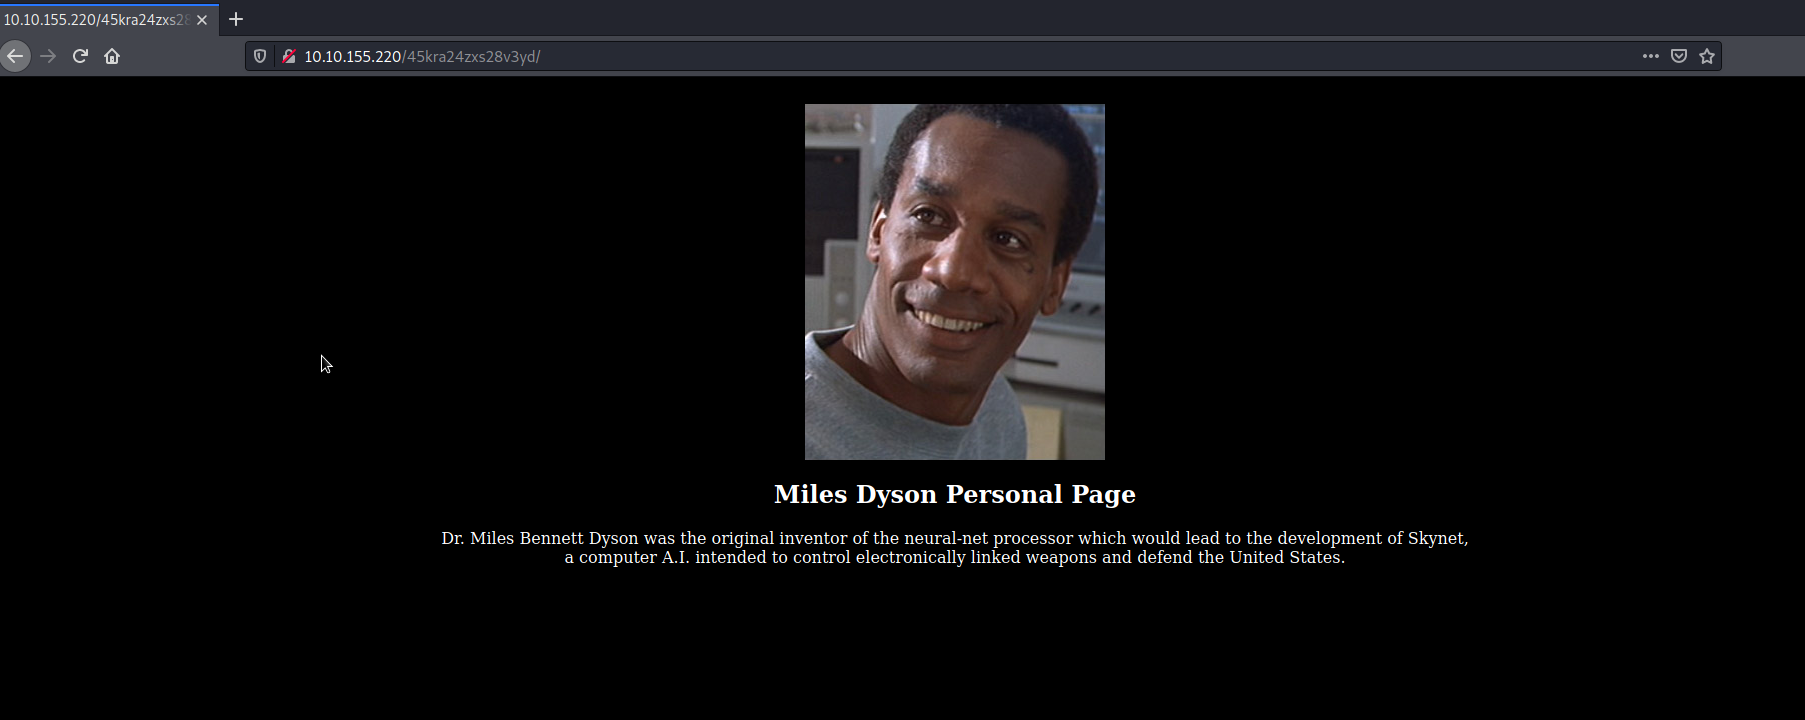 10.10.155.220/45kra24zxs28
10.10.155.220/45kra24zxs28v3yd/
Miles Dyson Personal Page
Dr. Miles Bennett Dyson was the original inventor of the neural-net processor which would lead to the development of Skynet,
a computer A.I. intended to control electronically linked weapons and defend the United States.